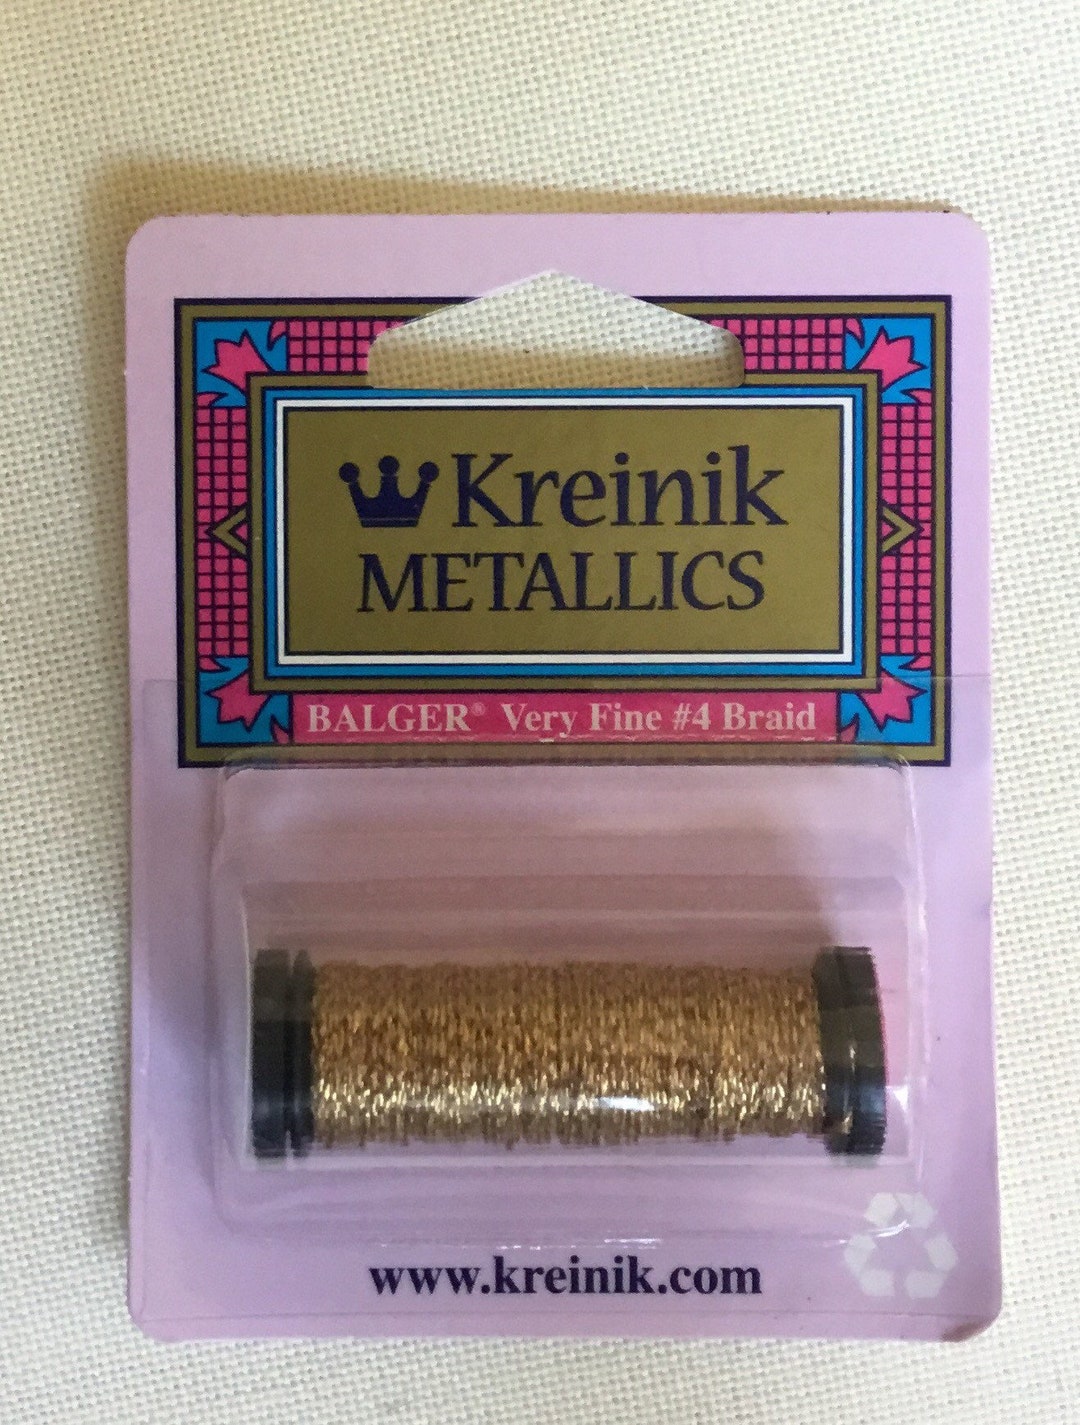 Kreinik
METALLICS
BALGER® Very Fine #4 Braid
www.kreinik.com